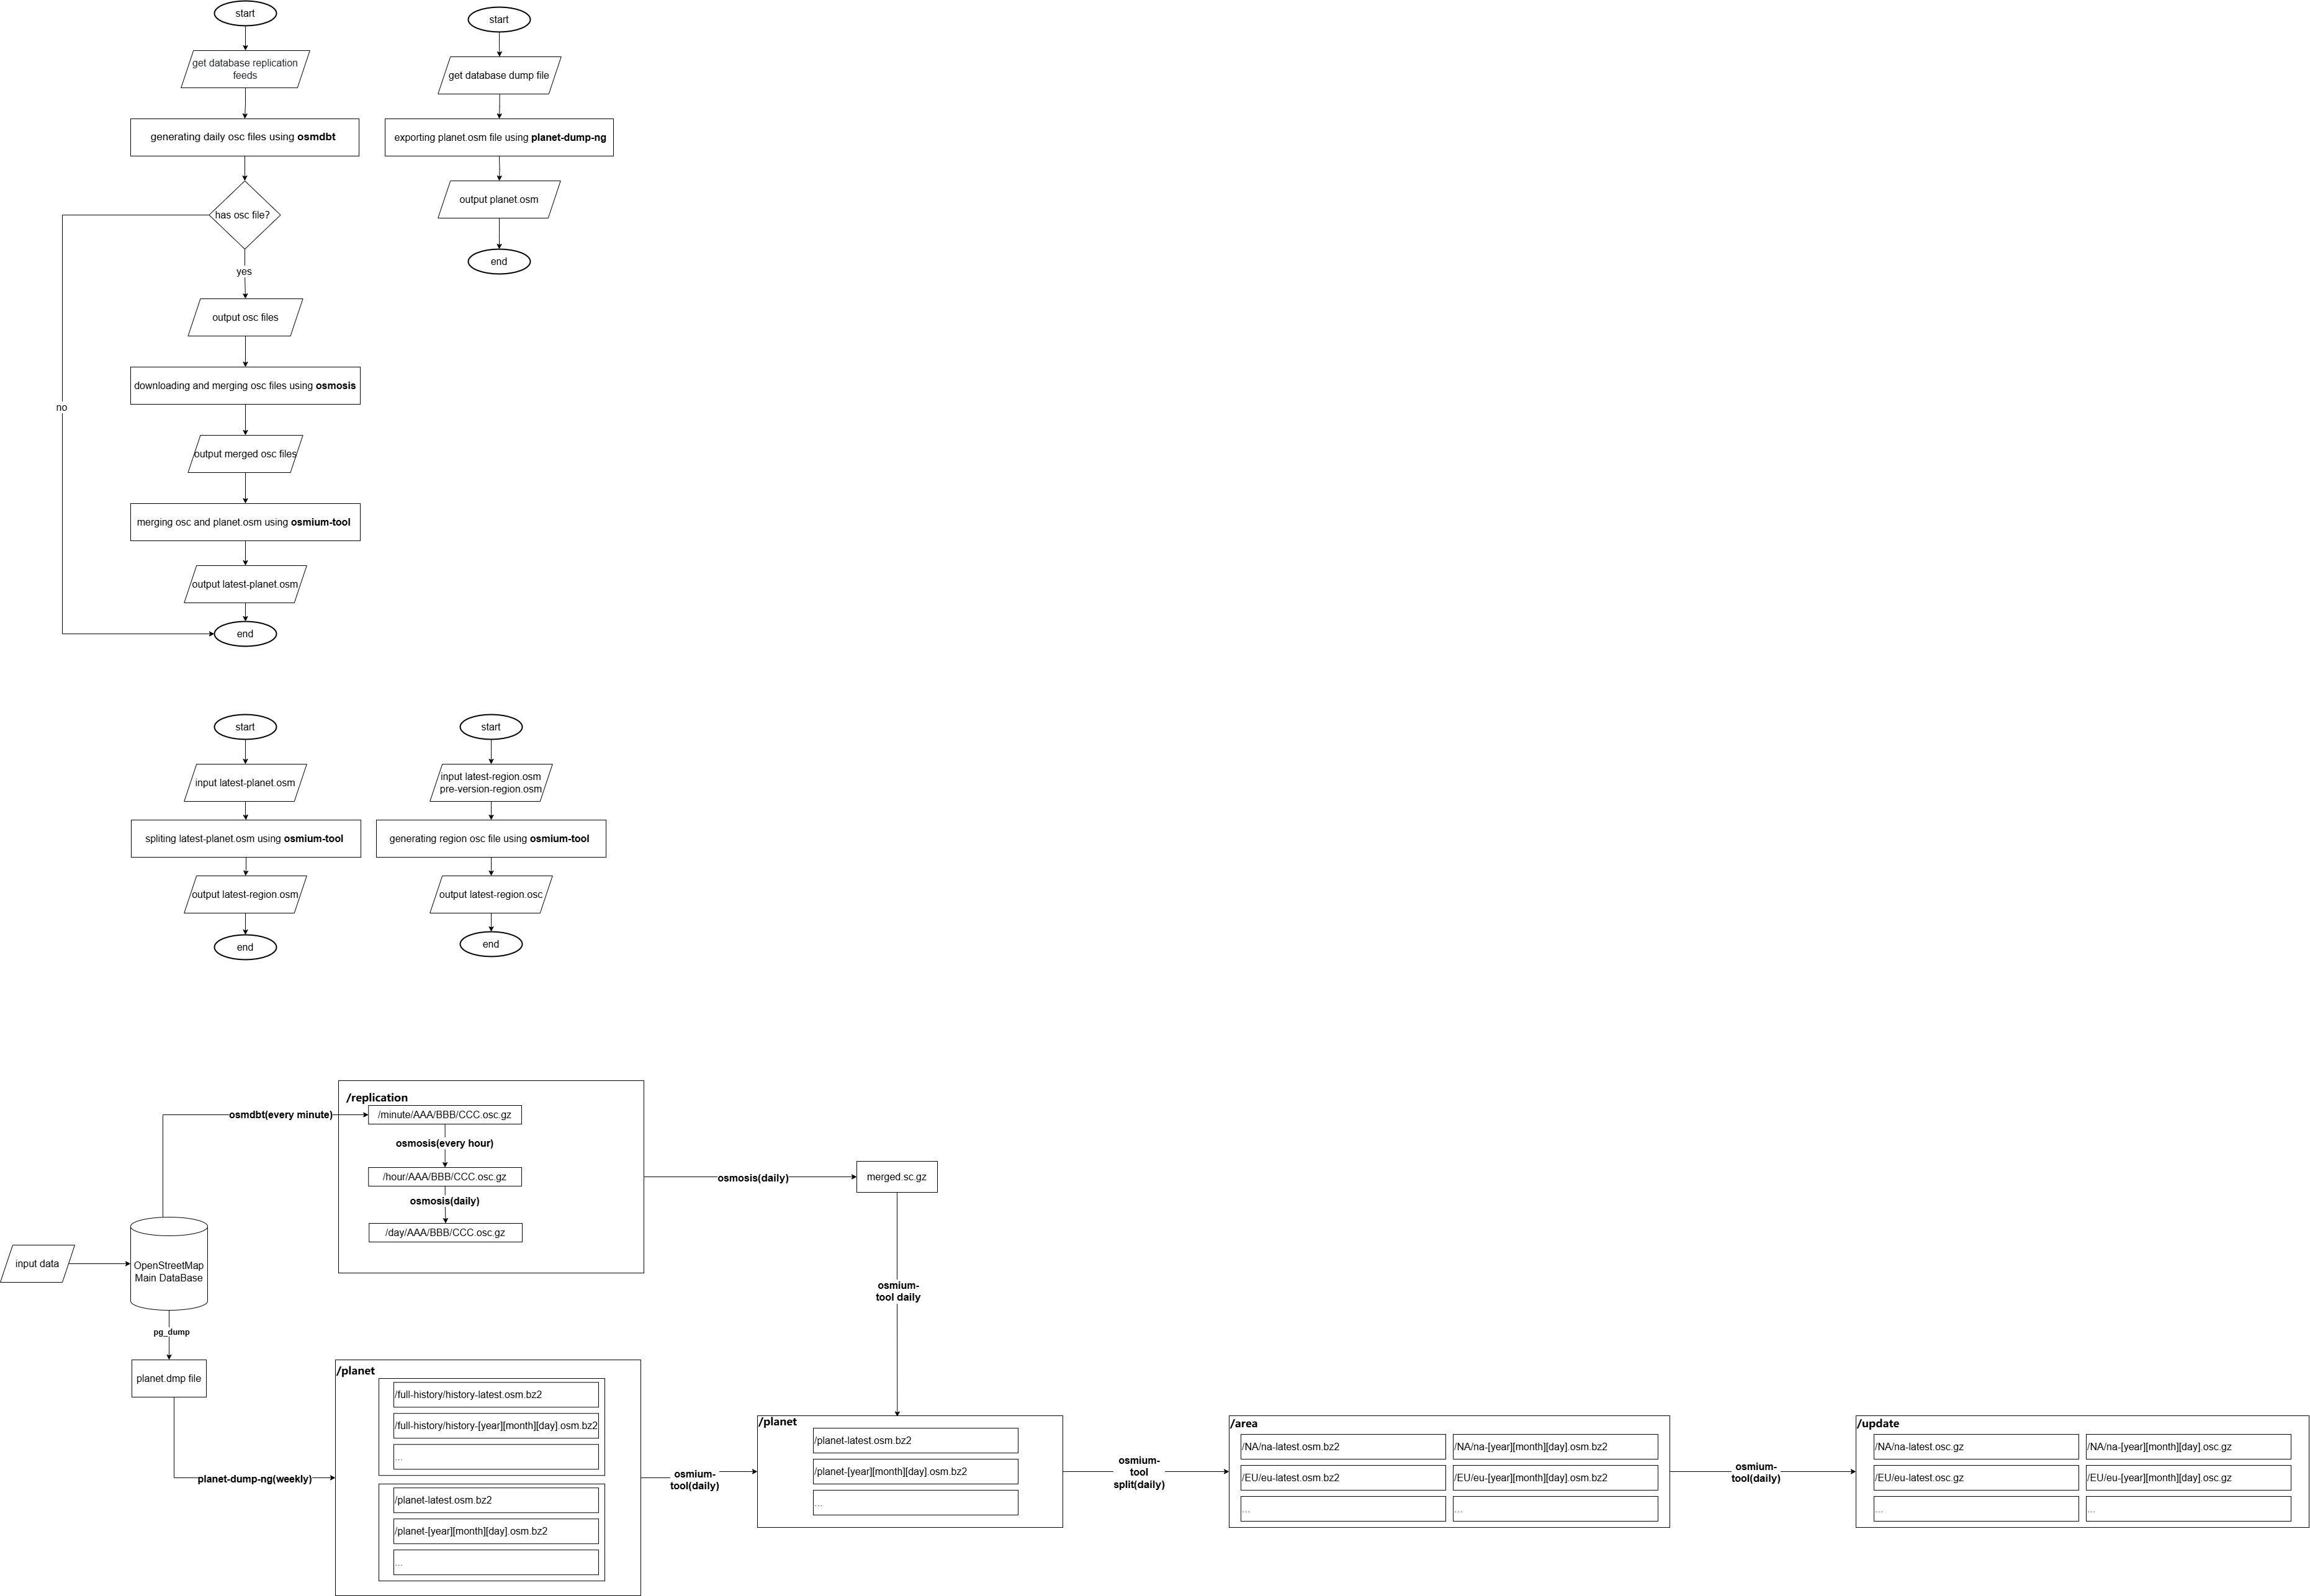 start
get database replication
feeds
generating daily osc files using osmdbt
has osc file?
yes
no
output osc files
downloading and merging osc files using osmosis
output merged osc files
merging osc and planet.osm using osmium-tool
output latest-planet.osm
end
start
get database dump file
exporting planet.osm file using planet-dump-ng
output planet.osm
end
start
input latest-planet.osm
spliting latest-planet.osm using osmium-tool
output latest-region.osm
end
start
input latest-region.osm
pre-version-region.osm
generating region osc file using osmium-tool
output latest-region.osc
end
input data
OpenStreetMap
Main DataBase
osmdbt(every minute)
/replication
/minute/AAA/BBB/CCC.osc.gz
osmosis(every hour)
/hour/AAA/BBB/CCC.osc.gz
osmosis(daily)
/day/AAA/BBB/CCC.osc.gz
osmosis(daily)
merged.sc.gz
osmium-
tool daily
pg_dump
planet.dmp file
planet-dump-ng(weekly)
/planet
/full-history/history-latest.osm.bz2
/full-history/history-[year][month][day].osm.bz2
...
/planet-latest.osm.bz2
/planet-[year][month][day].osm.bz2
...
osmium-
tool(daily)
/planet
/planet-latest.osm.bz2
/planet-[year][month][day].osm.bz2
...
osmium-
tool
split(daily)
/area
/NA/na-latest.osm.bz2
/NA/na-[year][month][day].osm.bz2
/EU/eu-latest.osm.bz2
/EU/eu-[year][month][day].osm.bz2
...
...
osmium-
tool(daily)
/update
/NA/na-latest.osc.gz
/NA/na-[year][month][day].osc.gz
/EU/eu-latest.osc.gz
/EU/eu-[year][month][day].osc.gz
...
...